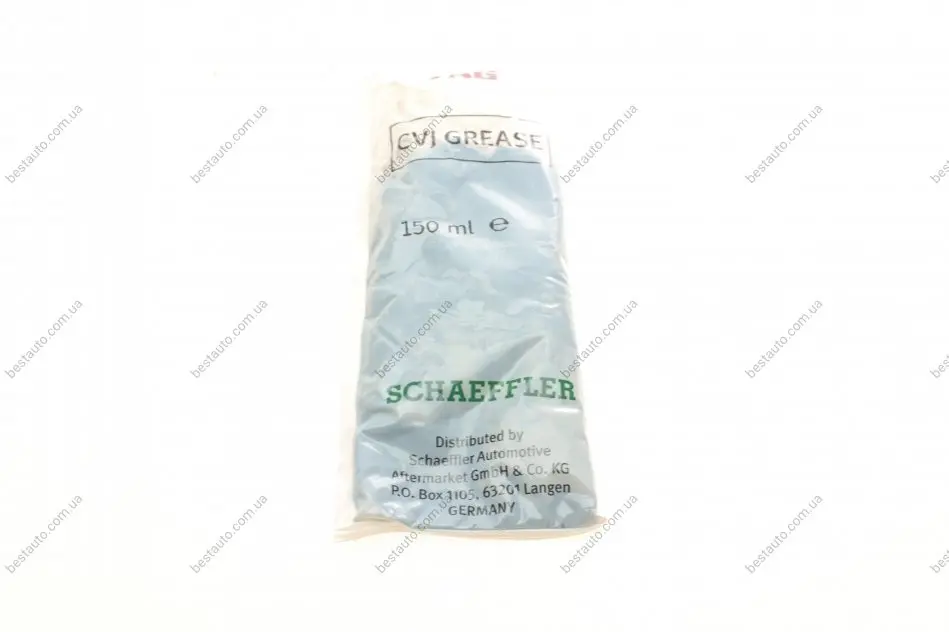 FAG
CVJ GREASE
150 ml ℮
SCHAEFFLER
Distributed by
Schaeffler Automotive
Aftermarket GmbH & Co. KG
P.O. Box 1105, 63201 Langen
GERMANY
bestauto.com.ua